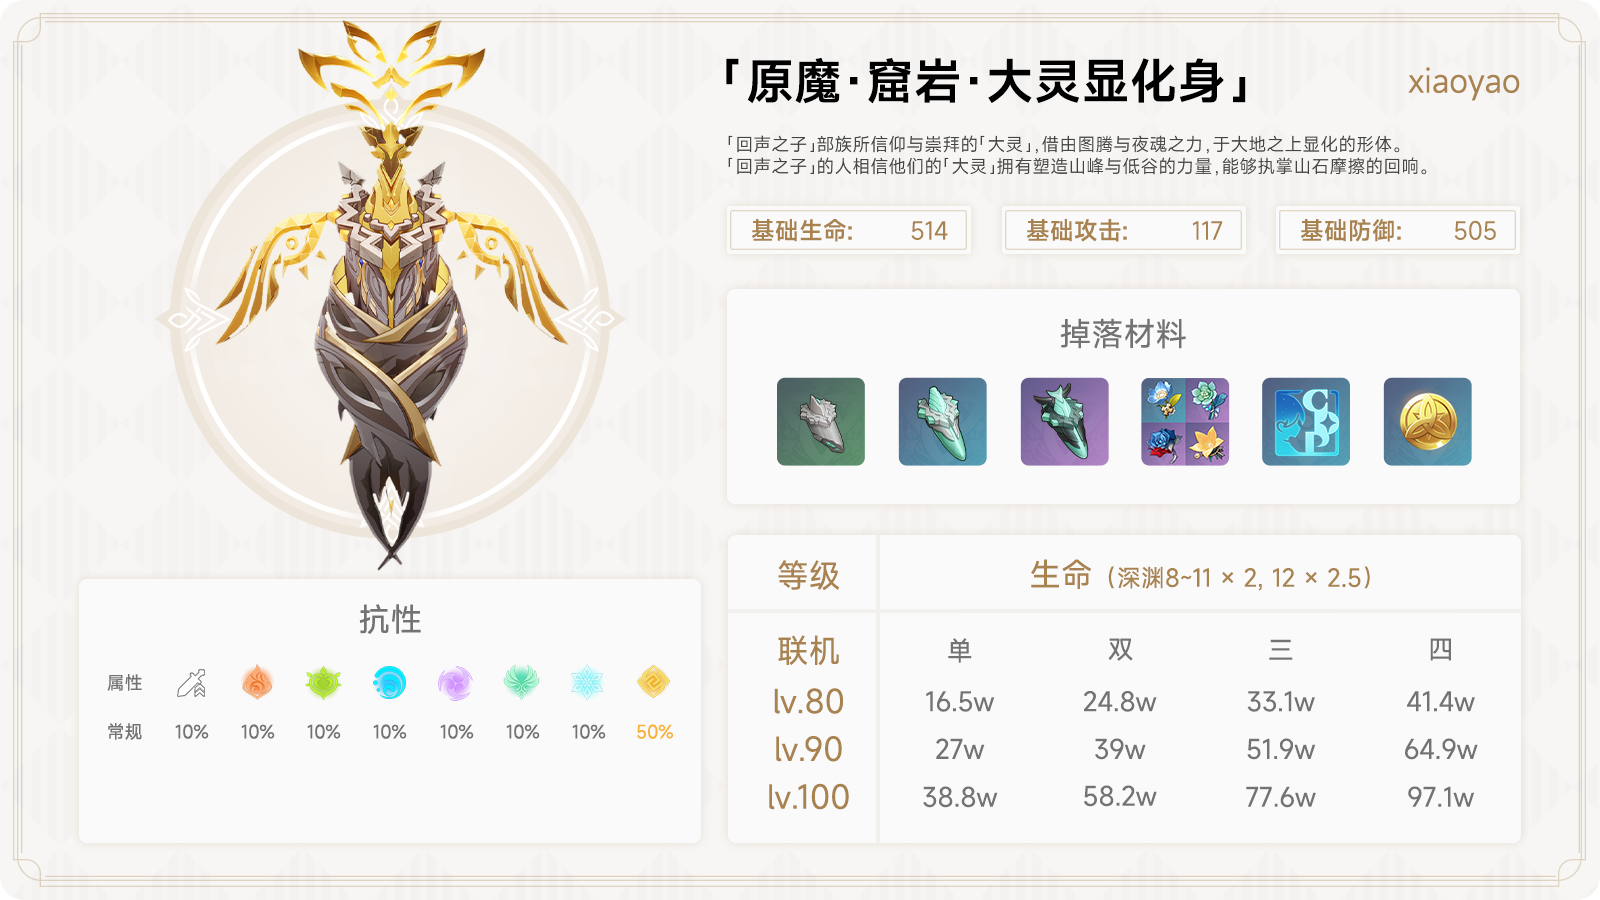 「原魔·窟岩·大灵显化身」
xiaoyao
「回声之子」部族所信仰与崇拜的「大灵」,借由图腾与夜魂之力,于大地之上显化的形体。
「回声之子」的人相信他们的「大灵」拥有塑造山峰与低谷的力量,能够执掌山石摩擦的回响。
基础生命: 514
基础攻击: 117
基础防御: 505
掉落材料
抗性
属性
常规 10% 10% 10% 10% 10% 10% 10% 50%
等级 生命 (深渊8~11 × 2, 12 × 2.5)
联机 单 双 三 四
lv.80 16.5w 24.8w 33.1w 41.4w
lv.90 27w 39w 51.9w 64.9w
lv.100 38.8w 58.2w 77.6w 97.1w